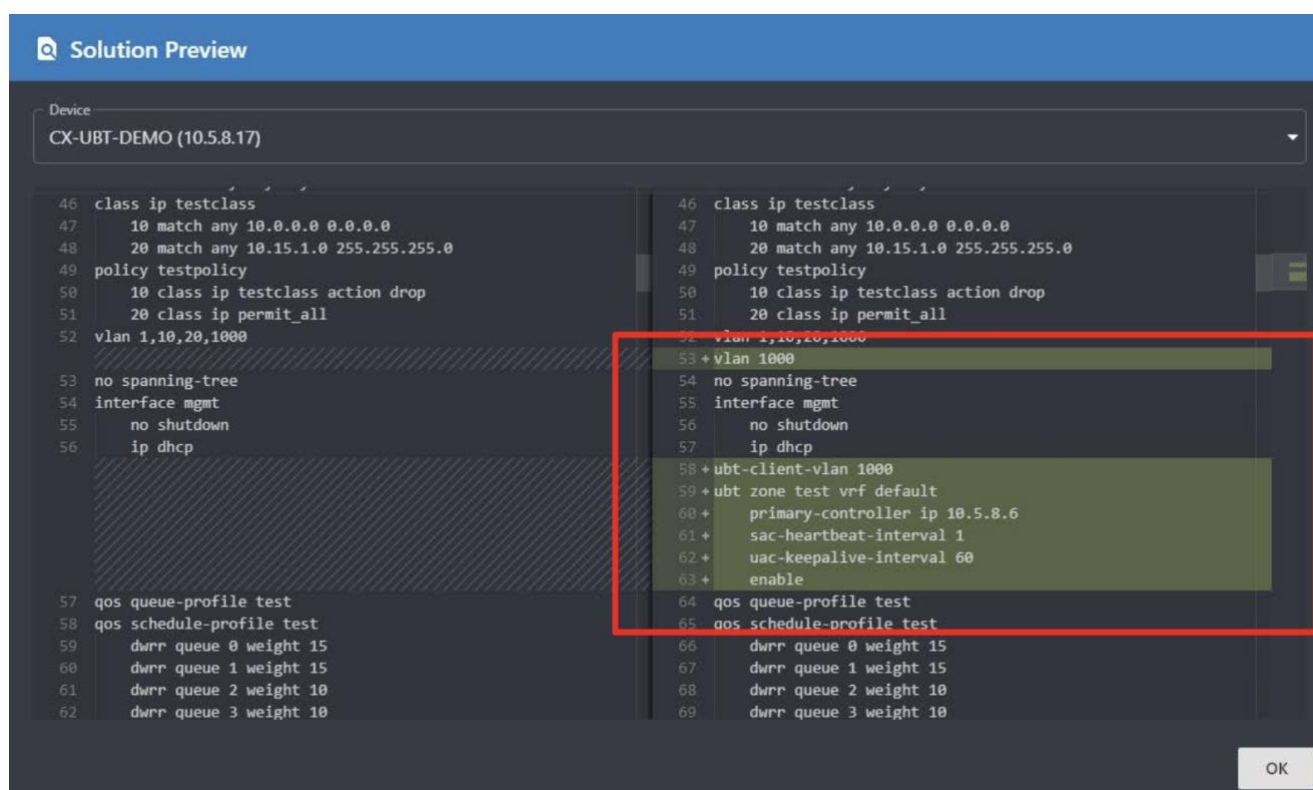 Solution Preview
Device
CX-UBT-DEMO (10.5.8.17)
46 class ip testclass
47 10 match any 10.0.0.0 0.0.0.0
48 20 match any 10.15.1.0 255.255.255.0
49 policy testpolicy
50 10 class ip testclass action drop
51 20 class ip permit_all
52 vlan 1,10,20,1000
53 no spanning-tree
54 interface mgmt
55 no shutdown
56 ip dhcp
57 qos queue-profile test
58 qos schedule-profile test
59 dwrr queue 0 weight 15
60 dwrr queue 1 weight 15
61 dwrr queue 2 weight 10
62 dwrr queue 3 weight 10
46 class ip testclass
47 10 match any 10.0.0.0 0.0.0.0
48 20 match any 10.15.1.0 255.255.255.0
49 policy testpolicy
50 10 class ip testclass action drop
51 20 class ip permit_all
52 vlan 1,10,20,1000
53 + vlan 1000
54 no spanning-tree
55 interface mgmt
56 no shutdown
57 ip dhcp
58 + ubt-client-vlan 1000
59 + ubt zone test vrf default
60 + primary-controller ip 10.5.8.6
61 + sac-heartbeat-interval 1
62 + uac-keepalive-interval 60
63 + enable
64 qos queue-profile test
65 qos schedule-profile test
66 dwrr queue 0 weight 15
67 dwrr queue 1 weight 15
68 dwrr queue 2 weight 10
69 dwrr queue 3 weight 10
OK